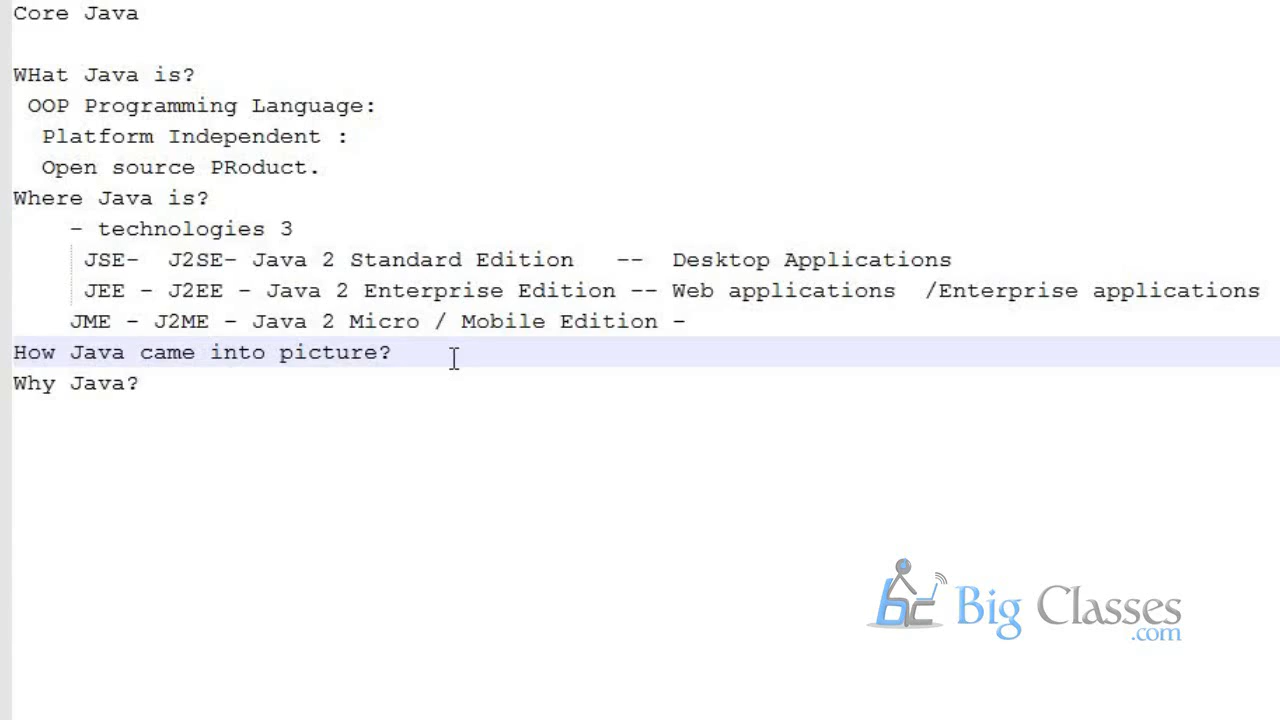 Core Java
WHat Java is?
OOP Programming Language:
Platform Independent :
Open source PRoduct.
Where Java is?
- technologies 3
JSE-  J2SE- Java 2 Standard Edition   --  Desktop Applications
JEE - J2EE - Java 2 Enterprise Edition -- Web applications  /Enterprise applications
JME - J2ME - Java 2 Micro / Mobile Edition -
How Java came into picture?
Why Java?
bc Big Classes
.com